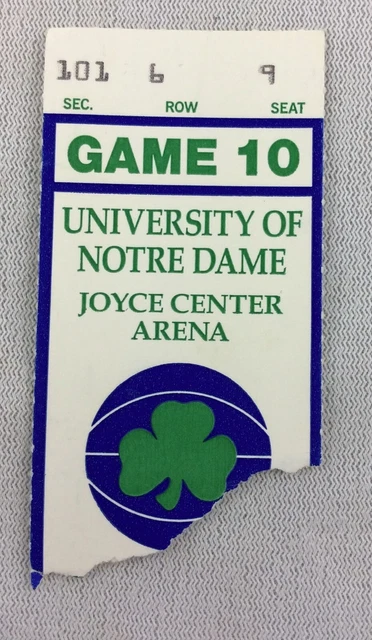 101 6 9
SEC. ROW SEAT
GAME 10
UNIVERSITY OF
NOTRE DAME
JOYCE CENTER
ARENA